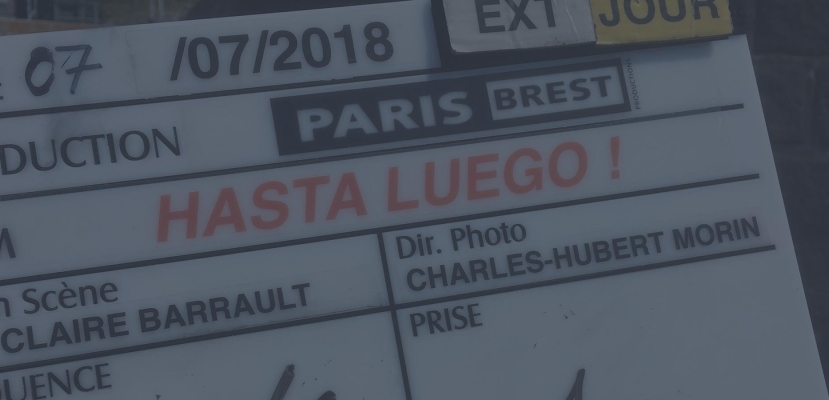 EXT JOUR
07 /07/2018
DUCTION PARIS BREST PRODUCTIONS
HASTA LUEGO !
Scène
Dir. Photo
CLAIRE BARRAULT
CHARLES-HUBERT MORIN
UENCE
PRISE